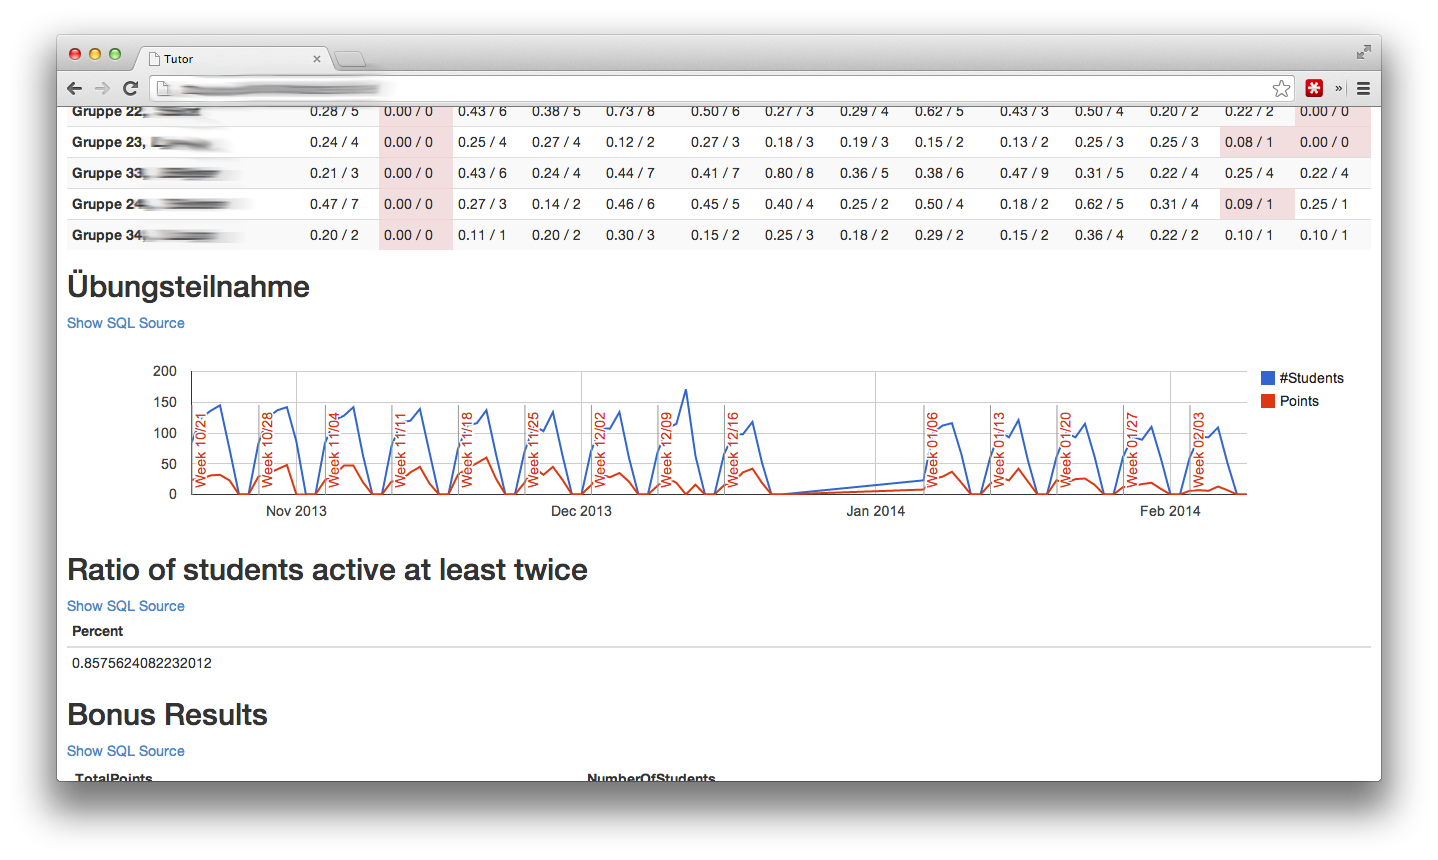 Tutor
Gruppe 22, 0.28 / 5 0.00 / 0 0.43 / 6 0.38 / 5 0.73 / 8 0.50 / 6 0.27 / 3 0.29 / 4 0.62 / 5 0.43 / 3 0.50 / 4 0.20 / 2 0.22 / 2 0.00 / 0
Gruppe 23, 0.24 / 4 0.00 / 0 0.25 / 4 0.27 / 4 0.12 / 2 0.27 / 3 0.18 / 3 0.19 / 3 0.15 / 2 0.13 / 2 0.25 / 3 0.25 / 3 0.08 / 1 0.00 / 0
Gruppe 33, 0.21 / 3 0.00 / 0 0.43 / 6 0.24 / 4 0.44 / 7 0.41 / 7 0.80 / 8 0.36 / 5 0.38 / 6 0.47 / 9 0.31 / 5 0.22 / 4 0.25 / 4 0.22 / 4
Gruppe 24, 0.47 / 7 0.00 / 0 0.27 / 3 0.14 / 2 0.46 / 6 0.45 / 5 0.40 / 4 0.25 / 2 0.50 / 4 0.18 / 2 0.62 / 5 0.31 / 4 0.09 / 1 0.25 / 1
Gruppe 34, 0.20 / 2 0.00 / 0 0.11 / 1 0.20 / 2 0.30 / 3 0.15 / 2 0.25 / 3 0.18 / 2 0.29 / 2 0.15 / 2 0.36 / 4 0.22 / 2 0.10 / 1 0.10 / 1
Übungsteilnahme
Show SQL Source
200
150
100
50
0
Week 10/21
Week 10/28
Week 11/04
Week 11/11
Week 11/18
Week 11/25
Week 12/02
Week 12/09
Week 12/16
Week 01/06
Week 01/13
Week 01/20
Week 01/27
Week 02/03
Nov 2013 Dec 2013 Jan 2014 Feb 2014
#Students
Points
Ratio of students active at least twice
Show SQL Source
Percent
0.8575624082232012
Bonus Results
Show SQL Source
TotalPoints NumberOfStudents